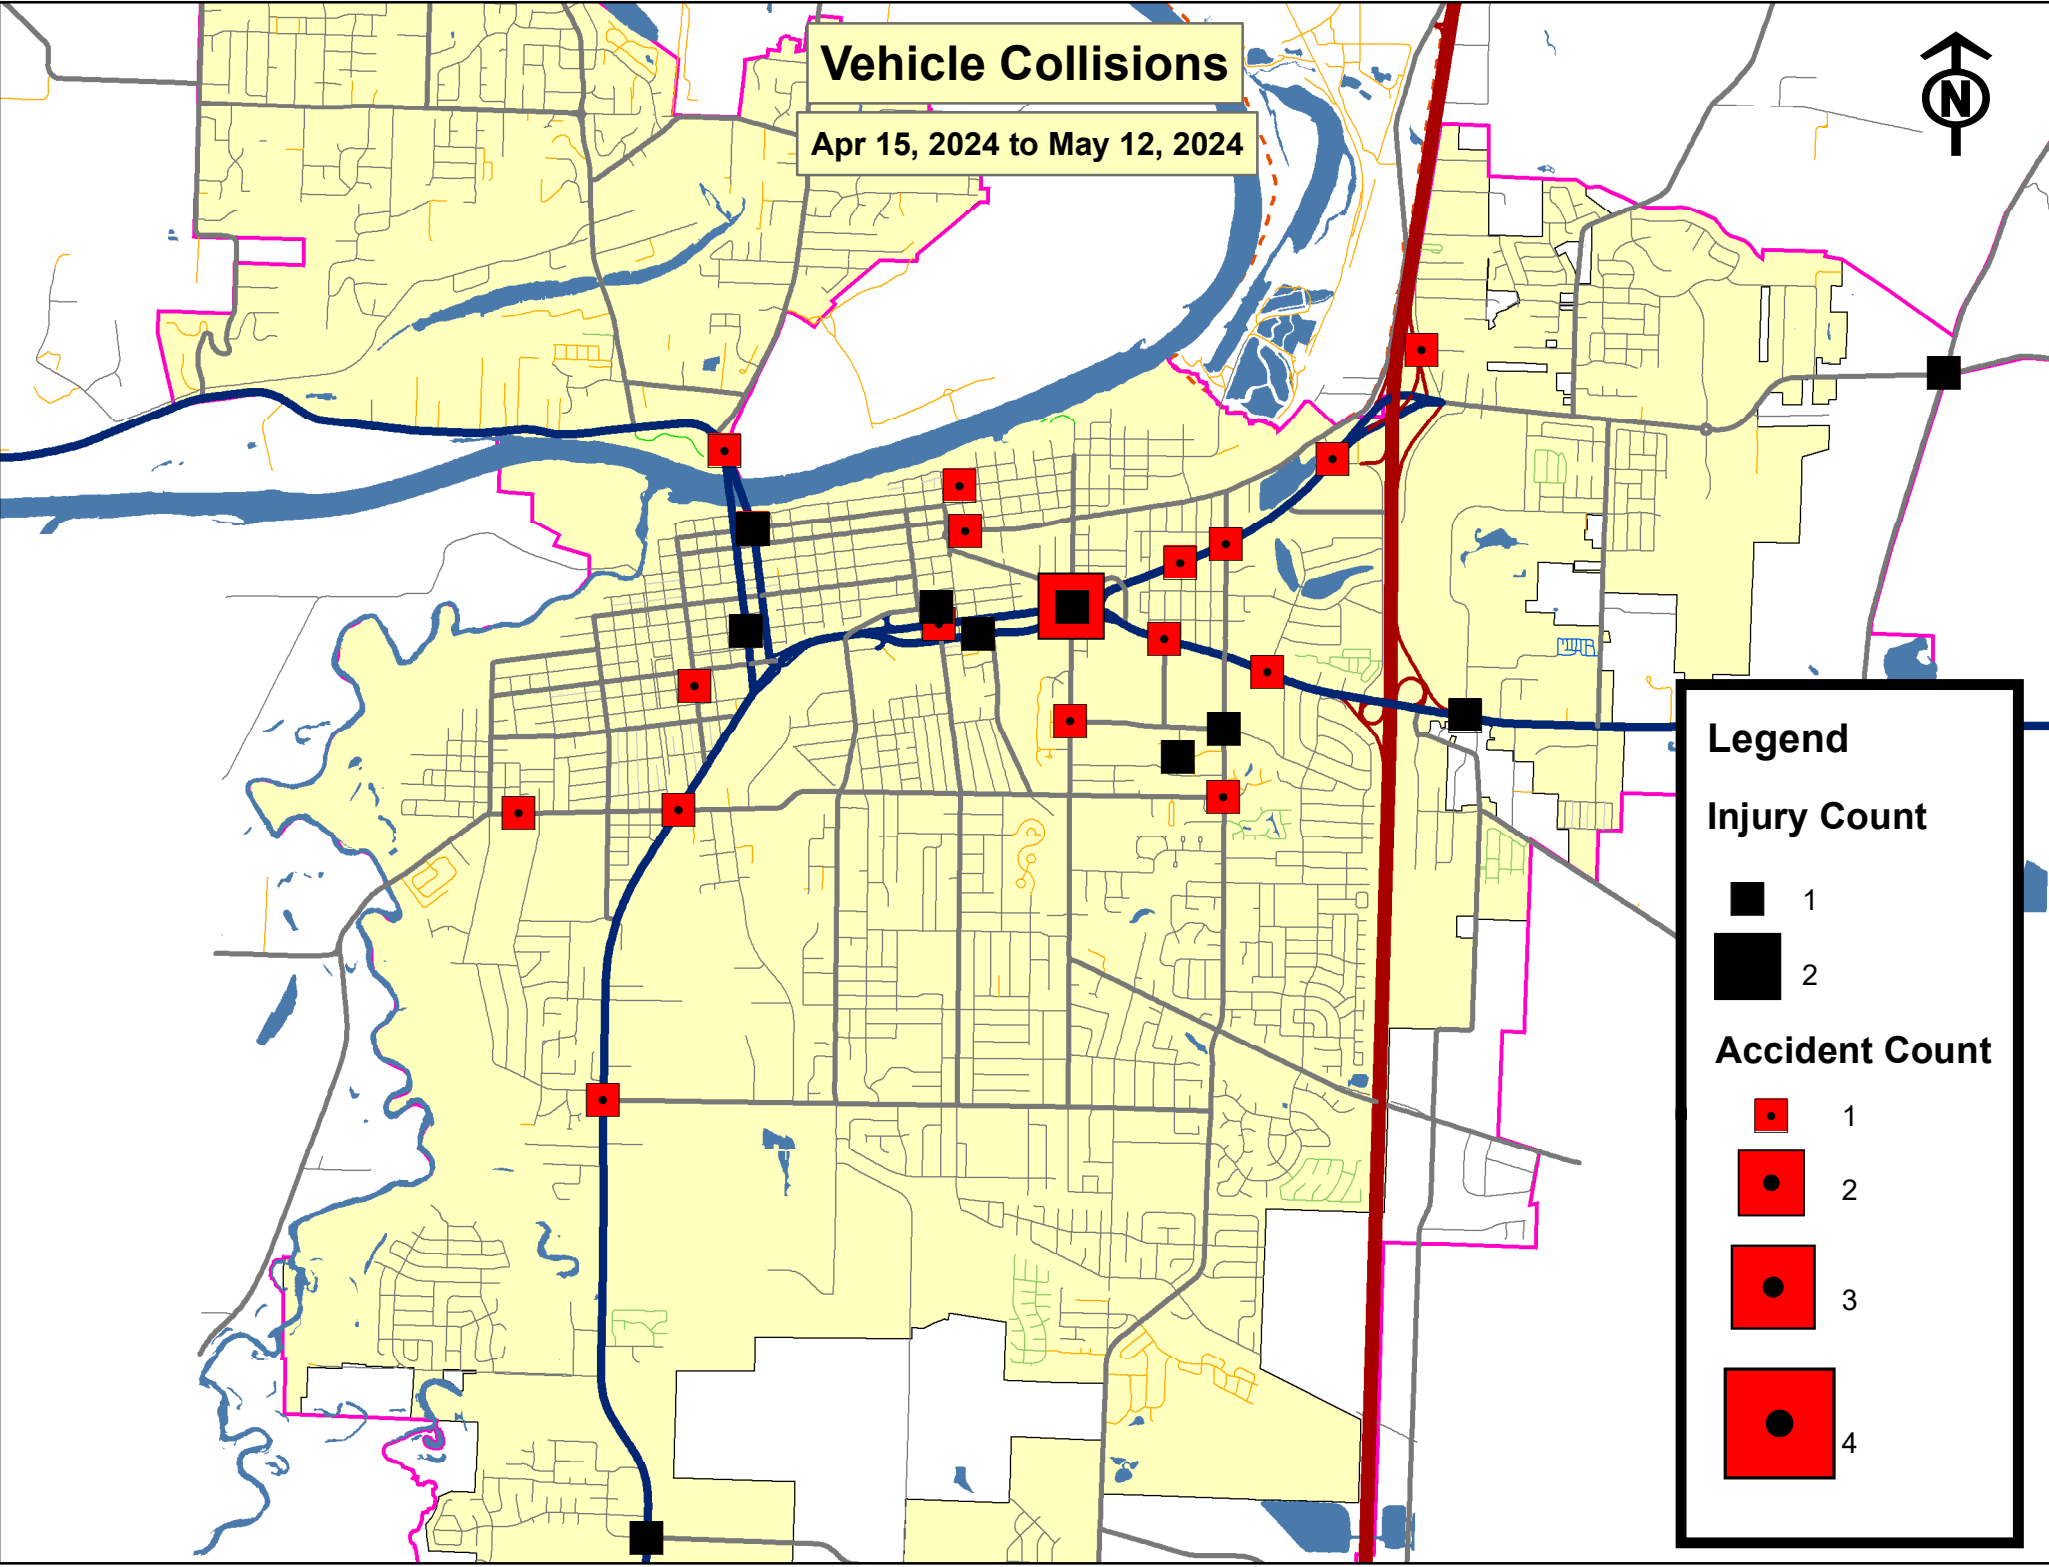 Vehicle Collisions
Apr 15, 2024 to May 12, 2024
N
Legend
Injury Count
1
2
Accident Count
1
2
3
4